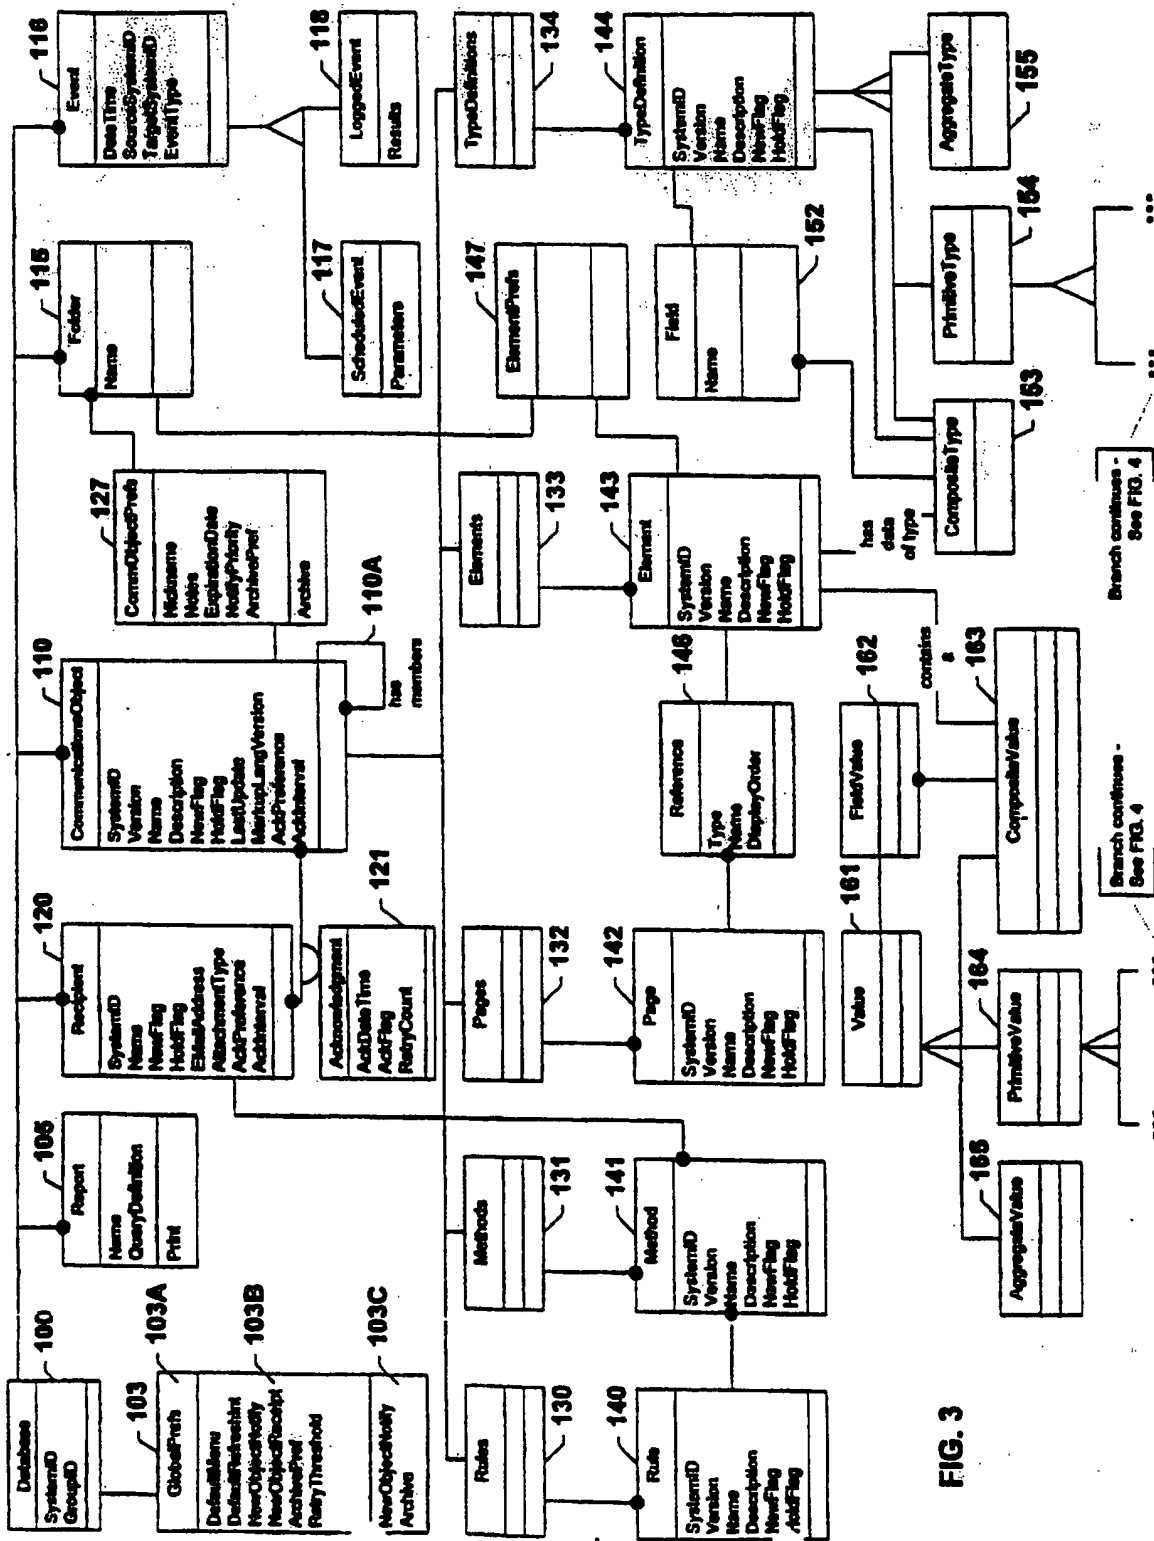 Database
SystemID
GroupID
100
GlobalPrefs
DefaultMenu
DefaultRefreshInt
NewObjectNotify
NewObjectReceipt
ArchivePref
RetryThreshold
NewObjectNotify
Archive
103
103A
103B
103C
Report
Name
QueryDefinition
Print
105
Recipient
SystemID
Name
NewFlag
HoldFlag
EMailAddress
AttachmentType
AckPreference
AckInterval
120
Acknowledgment
AckDateTime
AckFlag
RetryCount
121
CommunicationsObject
SystemID
Version
Name
Description
NewFlag
HoldFlag
LastUpdate
MarkupLangVersion
AckPreference
AckInterval
110
has
members
110A
CommObjectPrefs
Nickname
Notes
ExpirationDate
NotifyPriority
ArchivePref
Archive
127
Folder
Name
115
Event
DateTime
SourceSystemID
TargetSystemID
EventType
116
ScheduledEvent
Parameters
117
LoggedEvent
Results
118
Rules
130
Methods
131
Pages
132
Elements
133
ElementPrefs
147
TypeDefinitions
134
Rule
SystemID
Version
Name
Description
NewFlag
HoldFlag
140
Method
SystemID
Version
Name
Description
NewFlag
HoldFlag
141
Page
SystemID
Version
Name
Description
NewFlag
HoldFlag
142
Reference
Type
Name
DisplayOrder
146
Element
SystemID
Version
Name
Description
NewFlag
HoldFlag
143
Field
Name
152
TypeDefinition
SystemID
Version
Name
Description
NewFlag
HoldFlag
144
has
data
of type
contains
a
Value
161
FieldValue
162
AggregateValue
165
PrimitiveValue
164
CompositeValue
163
CompositeType
153
PrimitiveType
154
AggregateType
155
Branch continues -
See FIG. 4
Branch continues -
See FIG. 4
FIG. 3